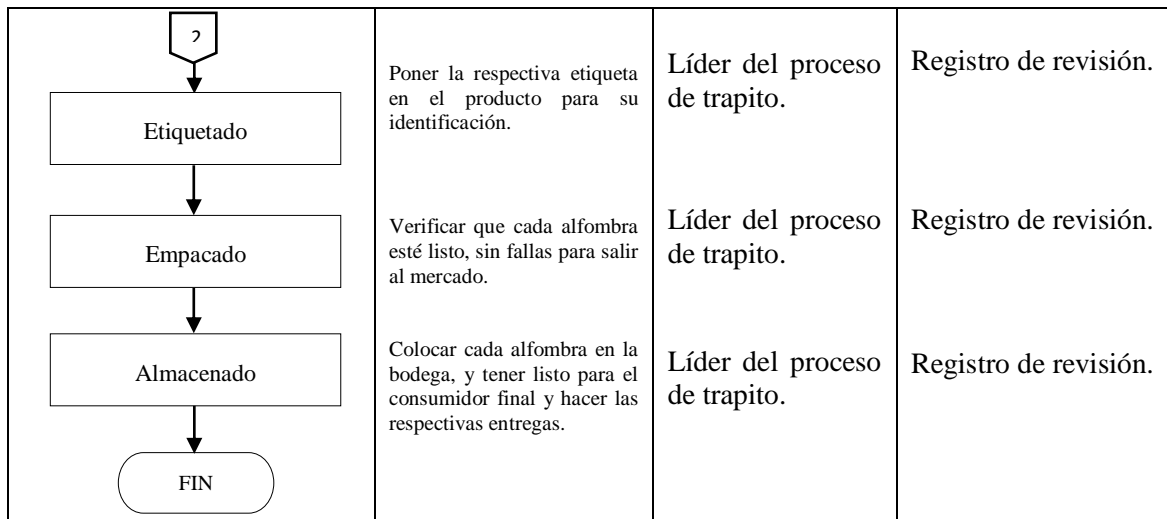 2
Poner la respectiva etiqueta
en el producto para su
identificación.
Líder del proceso
de trapito.
Registro de revisión.
Etiquetado
Verificar que cada alfombra
esté listo, sin fallas para salir
al mercado.
Líder del proceso
de trapito.
Registro de revisión.
Empacado
Colocar cada alfombra en la
bodega, y tener listo para el
consumidor final y hacer las
respectivas entregas.
Líder del proceso
de trapito.
Registro de revisión.
Almacenado
FIN